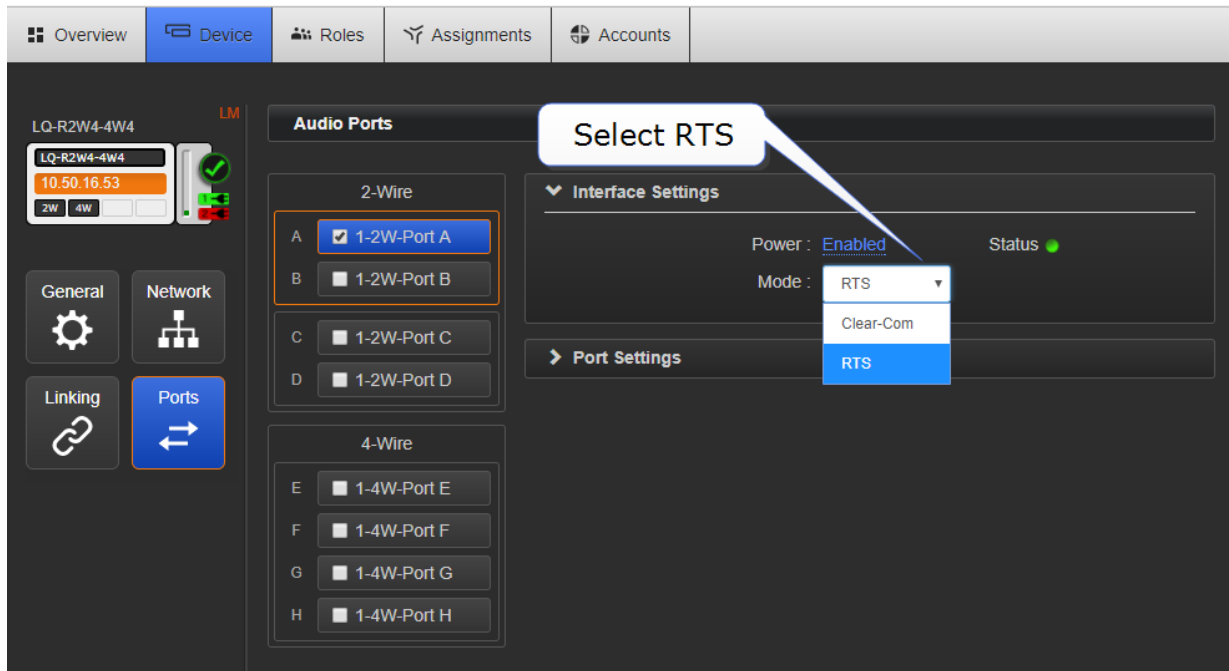 Overview Device Roles Assignments Accounts
LQ-R2W4-4W4 LM
LQ-R2W4-4W4
10.50.16.53
2W 4W
General Network
Linking Ports
Audio Ports
2-Wire
A 1-2W-Port A
B 1-2W-Port B
C 1-2W-Port C
D 1-2W-Port D
4-Wire
E 1-4W-Port E
F 1-4W-Port F
G 1-4W-Port G
H 1-4W-Port H
Select RTS
Interface Settings
Power : Enabled Status
Mode : RTS
Clear-Com
RTS
Port Settings